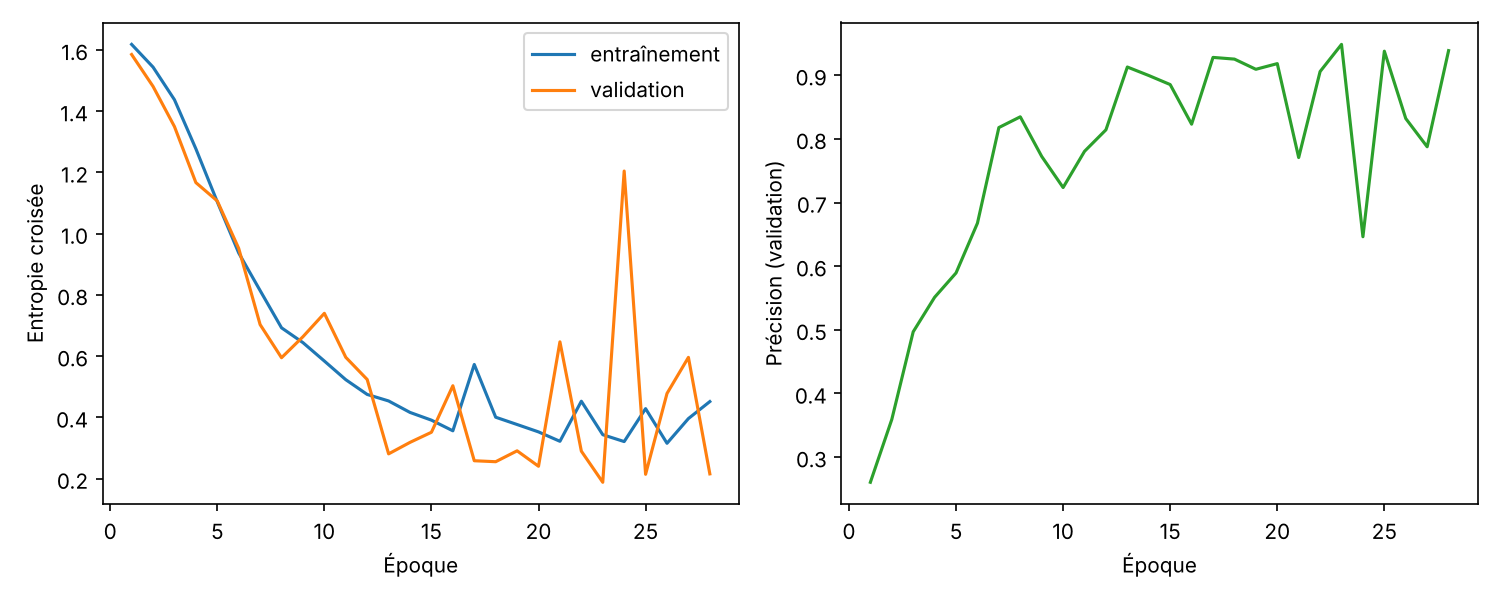 1.6
1.4
1.2
1.0
0.8
0.6
0.4
0.2
Entropie croisée
entraînement
validation
0 5 10 15 20 25
Époque
0.9
0.8
0.7
0.6
0.5
0.4
0.3
Précision (validation)
0 5 10 15 20 25
Époque